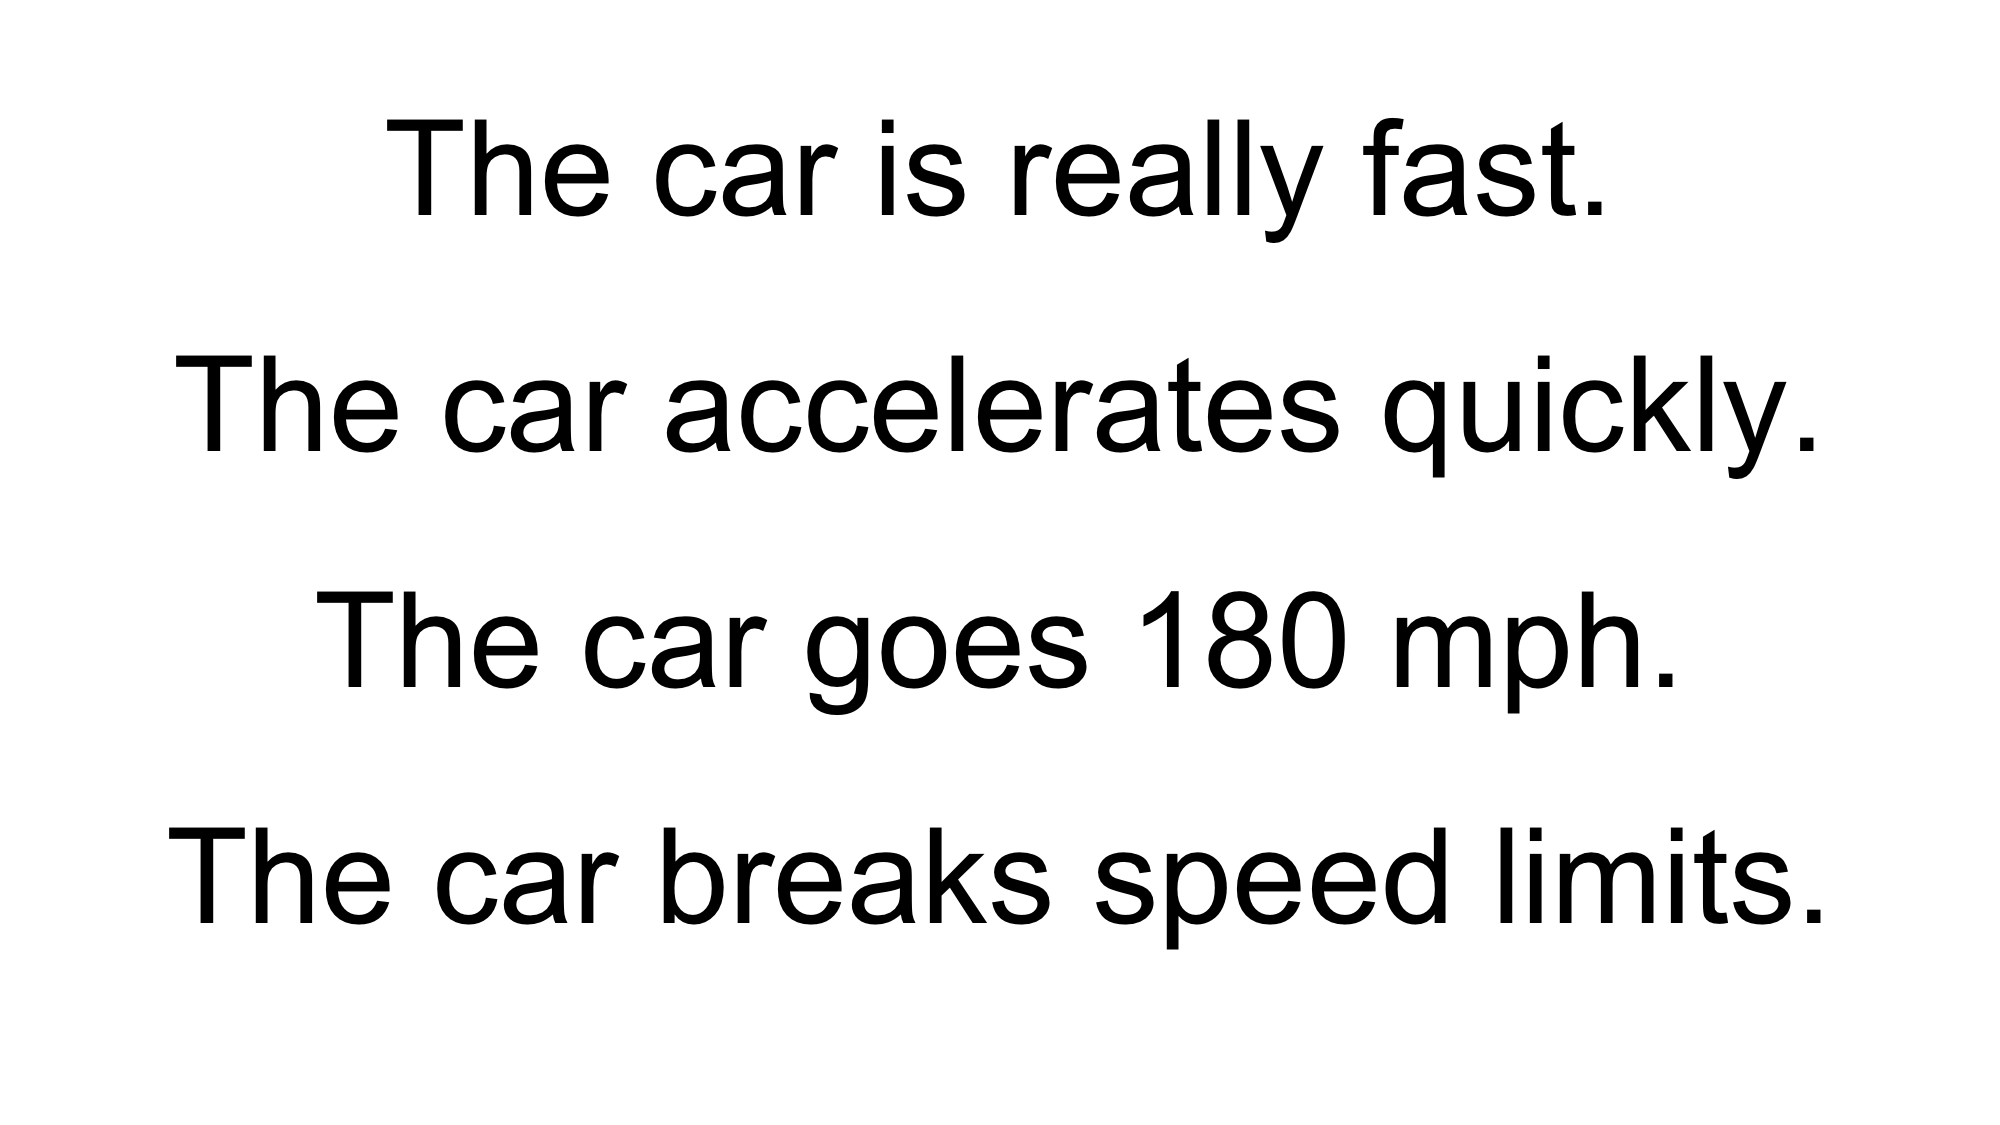 The car is really fast.
The car accelerates quickly.
The car goes 180 mph.
The car breaks speed limits.